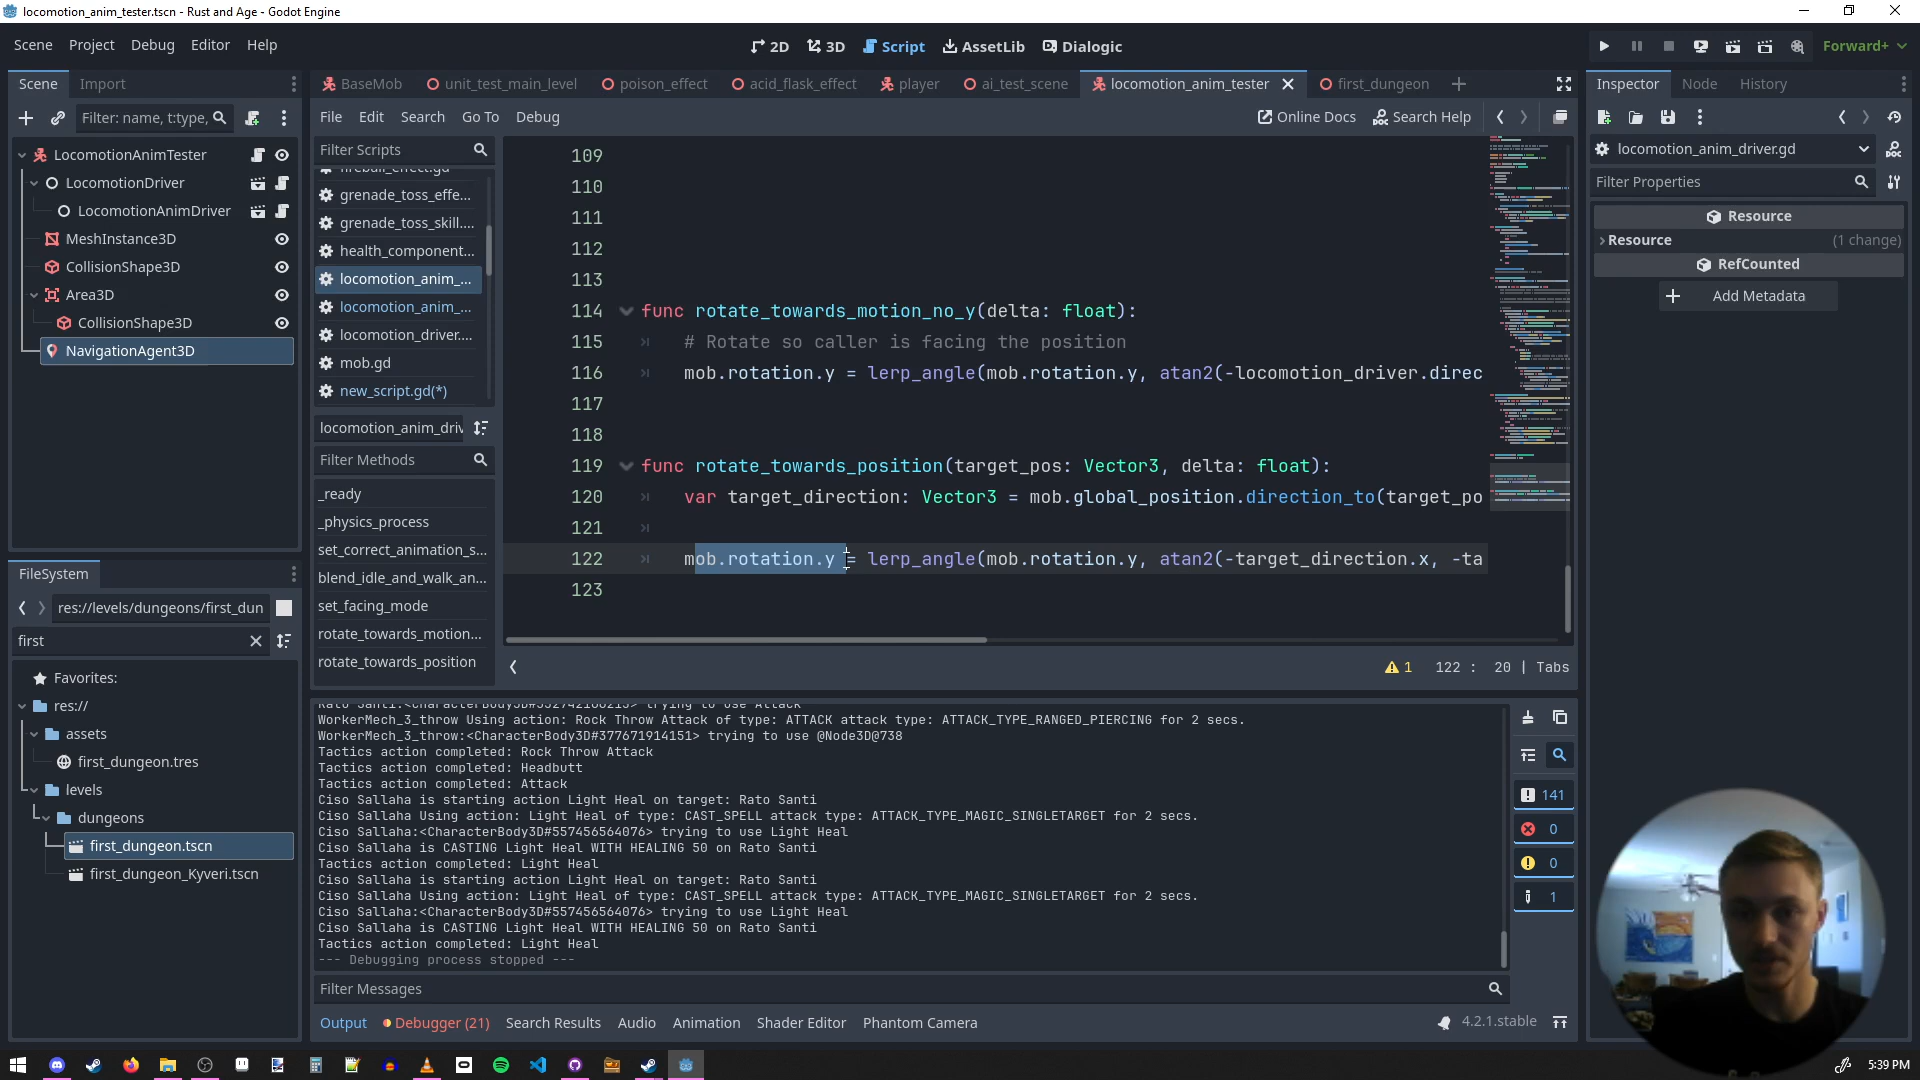 locomotion_anim_tester.tscn - Rust and Age - Godot Engine
Scene Project Debug Editor Help
2D 3D Script AssetLib Dialogic
Forward+
Scene Import
BaseMob unit_test_main_level poison_effect acid_flask_effect player ai_test_scene locomotion_anim_tester first_dungeon
Inspector Node History
Filter: name, t:type,
File Edit Search Go To Debug
Online Docs Search Help
LocomotionAnimTester
LocomotionDriver
LocomotionAnimDriver
MeshInstance3D
CollisionShape3D
Area3D
CollisionShape3D
NavigationAgent3D
Filter Scripts
grenade_toss_effe...
grenade_toss_skill....
health_component...
locomotion_anim_...
locomotion_anim_...
locomotion_driver....
mob.gd
new_script.gd(*)
locomotion_anim_driv
Filter Methods
_ready
_physics_process
set_correct_animation_s...
blend_idle_and_walk_an...
set_facing_mode
rotate_towards_motion...
rotate_towards_position
109
110
111
112
113
114 func rotate_towards_motion_no_y(delta: float):
115 # Rotate so caller is facing the position
116 mob.rotation.y = lerp_angle(mob.rotation.y, atan2(-locomotion_driver.direc
117
118
119 func rotate_towards_position(target_pos: Vector3, delta: float):
120 var target_direction: Vector3 = mob.global_position.direction_to(target_po
121
122 mob.rotation.y = lerp_angle(mob.rotation.y, atan2(-target_direction.x, -ta
123
1 122 : 20 | Tabs
locomotion_anim_driver.gd
Filter Properties
Resource
Resource (1 change)
RefCounted
Add Metadata
FileSystem
res://levels/dungeons/first_dun
first
Favorites:
res://
assets
first_dungeon.tres
levels
dungeons
first_dungeon.tscn
first_dungeon_Kyveri.tscn
WorkerMech_3_throw Using action: Rock Throw Attack of type: ATTACK attack type: ATTACK_TYPE_RANGED_PIERCING for 2 secs.
WorkerMech_3_throw:<CharacterBody3D#377671914151> trying to use @Node3D@738
Tactics action completed: Rock Throw Attack
Tactics action completed: Headbutt
Tactics action completed: Attack
Ciso Sallaha is starting action Light Heal on target: Rato Santi
Ciso Sallaha Using action: Light Heal of type: CAST_SPELL attack type: ATTACK_TYPE_MAGIC_SINGLETARGET for 2 secs.
Ciso Sallaha:<CharacterBody3D#557456564076> trying to use Light Heal
Ciso Sallaha is CASTING Light Heal WITH HEALING 50 on Rato Santi
Tactics action completed: Light Heal
Ciso Sallaha is starting action Light Heal on target: Rato Santi
Ciso Sallaha Using action: Light Heal of type: CAST_SPELL attack type: ATTACK_TYPE_MAGIC_SINGLETARGET for 2 secs.
Ciso Sallaha:<CharacterBody3D#557456564076> trying to use Light Heal
Ciso Sallaha is CASTING Light Heal WITH HEALING 50 on Rato Santi
Tactics action completed: Light Heal
--- Debugging process stopped ---
141
0
0
1
Filter Messages
Output Debugger (21) Search Results Audio Animation Shader Editor Phantom Camera
4.2.1.stable
5:39 PM